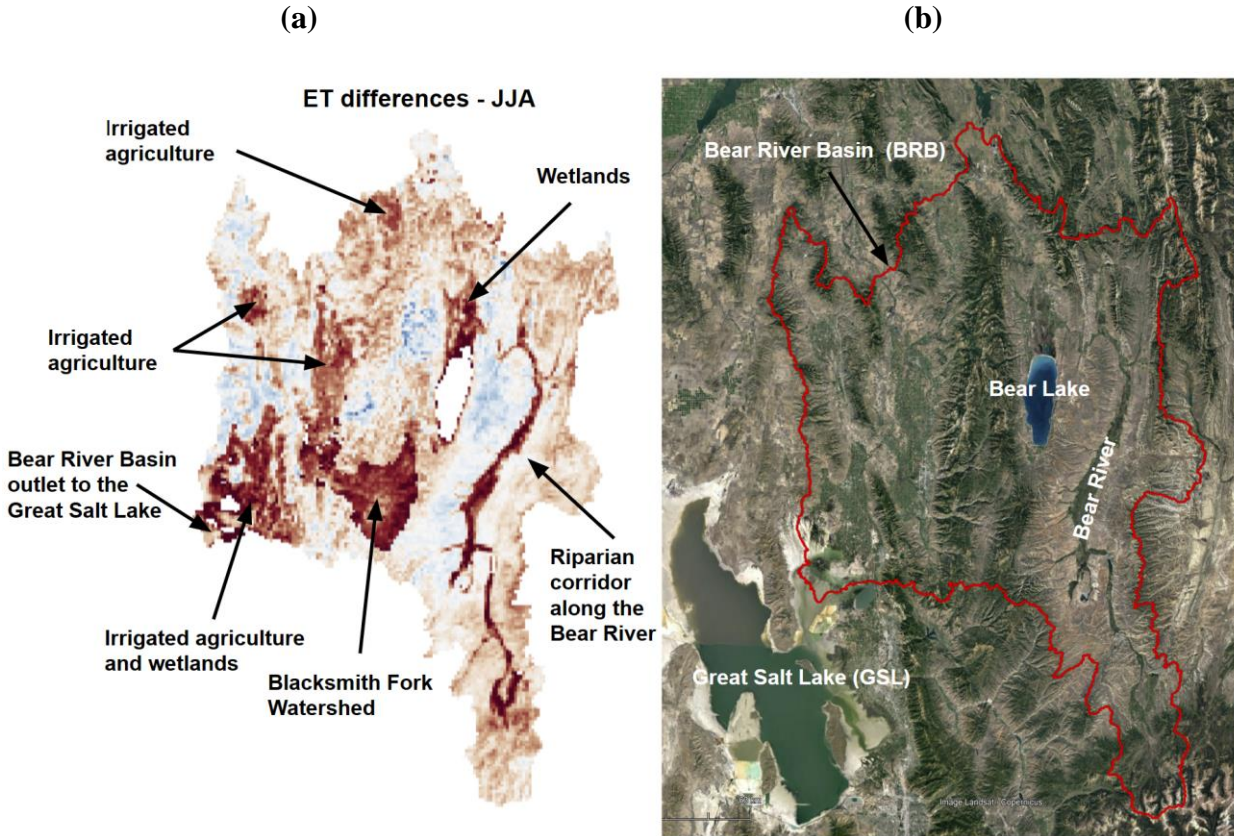 (a)
(b)
ET differences - JJA
Irrigated
agriculture
Wetlands
Irrigated
agriculture
Bear River Basin
outlet to the
Great Salt Lake
Irrigated agriculture
and wetlands
Blacksmith Fork
Watershed
Riparian
corridor
along the
Bear River
Bear River Basin (BRB)
Bear Lake
Bear River
Great Salt Lake (GSL)
Image Landsat / Copernicus